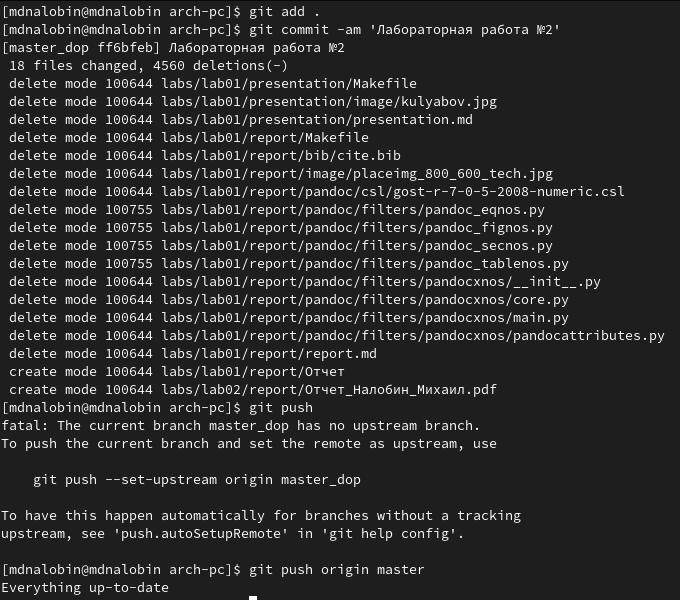 [mdnalobin@mdnalobin arch-pc]$ git add .
[mdnalobin@mdnalobin arch-pc]$ git commit -am 'Лабораторная работа №2'
[master_dop ff6bfeb] Лабораторная работа №2
 18 files changed, 4560 deletions(-)
 delete mode 100644 labs/lab01/presentation/Makefile
 delete mode 100644 labs/lab01/presentation/image/kulyabov.jpg
 delete mode 100644 labs/lab01/presentation/presentation.md
 delete mode 100644 labs/lab01/report/Makefile
 delete mode 100644 labs/lab01/report/bib/cite.bib
 delete mode 100644 labs/lab01/report/image/placeimg_800_600_tech.jpg
 delete mode 100644 labs/lab01/report/pandoc/csl/gost-r-7-0-5-2008-numeric.csl
 delete mode 100755 labs/lab01/report/pandoc/filters/pandoc_eqnos.py
 delete mode 100755 labs/lab01/report/pandoc/filters/pandoc_fignos.py
 delete mode 100755 labs/lab01/report/pandoc/filters/pandoc_secnos.py
 delete mode 100755 labs/lab01/report/pandoc/filters/pandoc_tablenos.py
 delete mode 100644 labs/lab01/report/pandoc/filters/pandocxnos/__init__.py
 delete mode 100644 labs/lab01/report/pandoc/filters/pandocxnos/core.py
 delete mode 100644 labs/lab01/report/pandoc/filters/pandocxnos/main.py
 delete mode 100644 labs/lab01/report/pandoc/filters/pandocxnos/pandocattributes.py
 delete mode 100644 labs/lab01/report/report.md
 create mode 100644 labs/lab01/report/Отчет
 create mode 100644 labs/lab02/report/Отчет_Налобин_Михаил.pdf
[mdnalobin@mdnalobin arch-pc]$ git push
fatal: The current branch master_dop has no upstream branch.
To push the current branch and set the remote as upstream, use

    git push --set-upstream origin master_dop

To have this happen automatically for branches without a tracking
upstream, see 'push.autoSetupRemote' in 'git help config'.

[mdnalobin@mdnalobin arch-pc]$ git push origin master
Everything up-to-date